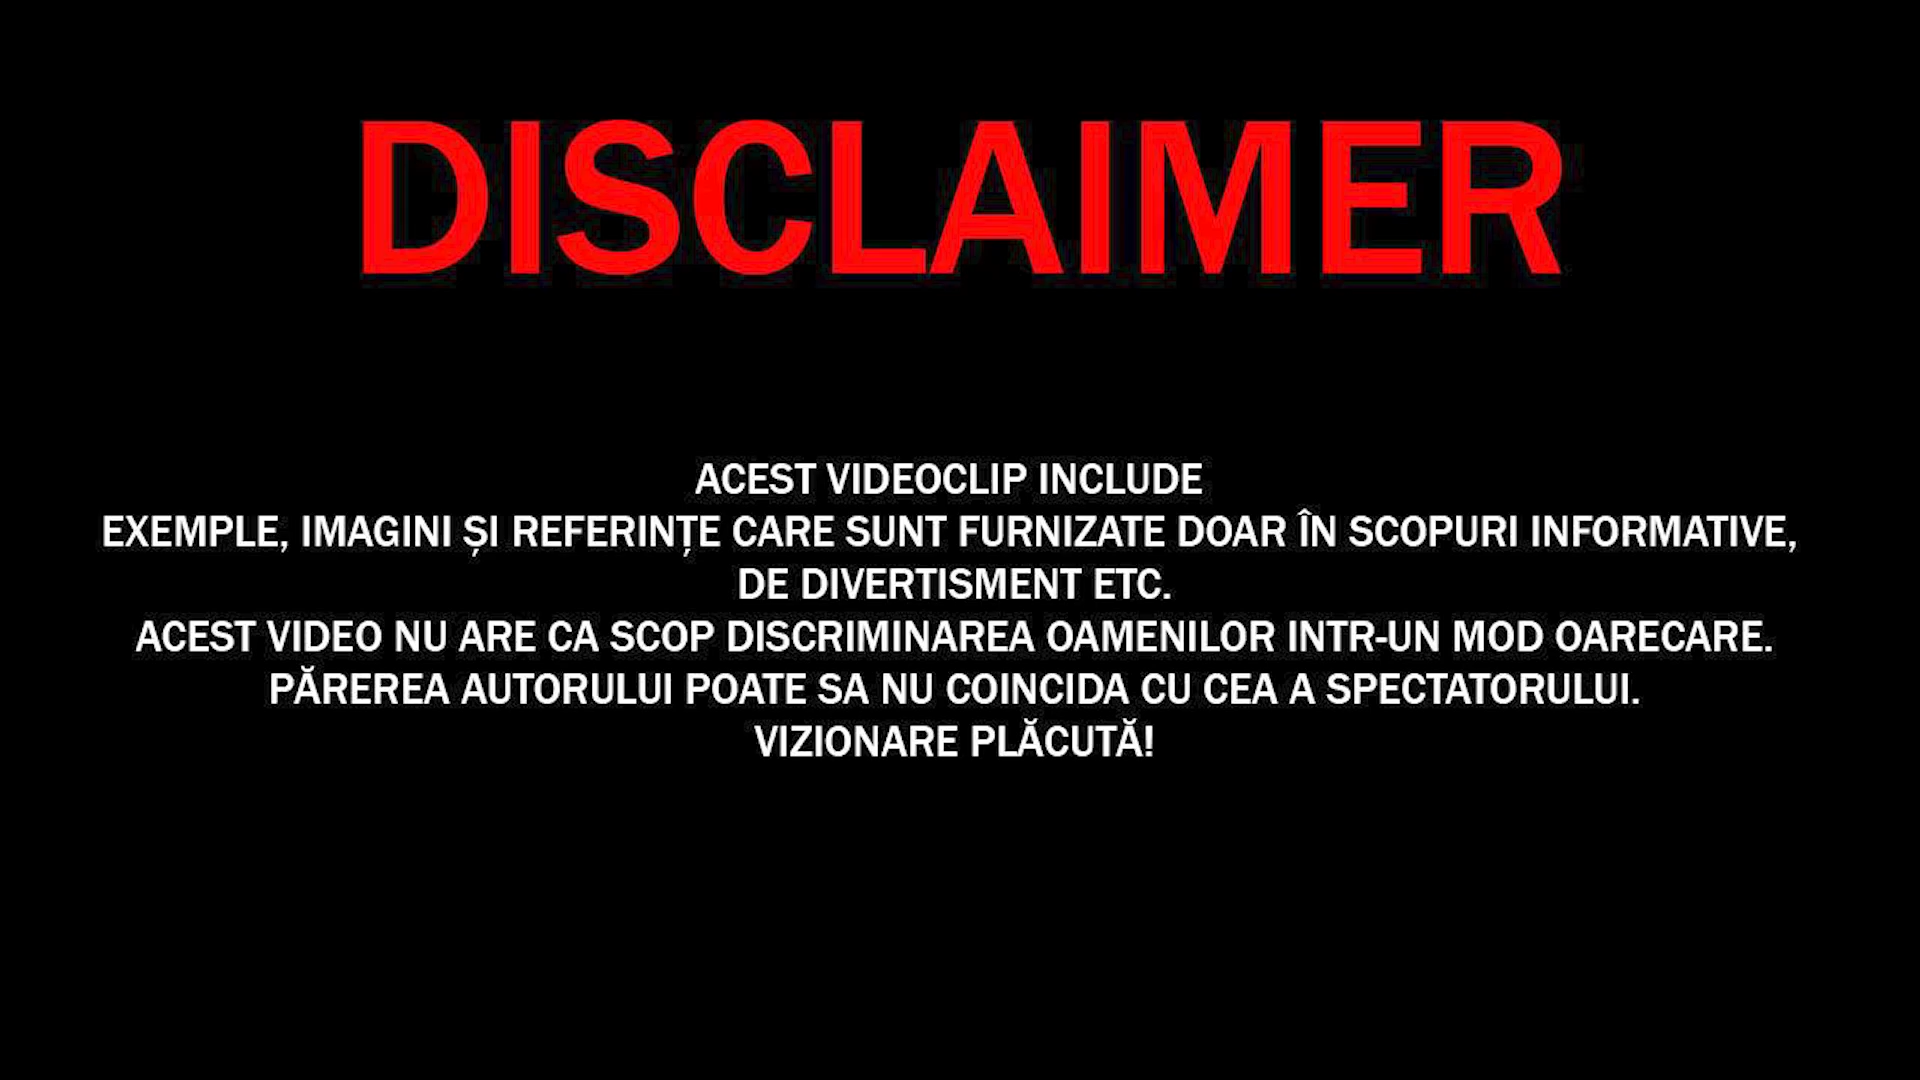 DISCLAIMER
ACEST VIDEOCLIP INCLUDE
EXEMPLE, IMAGINI ȘI REFERINȚE CARE SUNT FURNIZATE DOAR ÎN SCOPURI INFORMATIVE,
DE DIVERTISMENT ETC.
ACEST VIDEO NU ARE CA SCOP DISCRIMINAREA OAMENILOR INTR-UN MOD OARECARE.
PĂREREA AUTORULUI POATE SA NU COINCIDA CU CEA A SPECTATORULUI.
VIZIONARE PLĂCUTĂ!